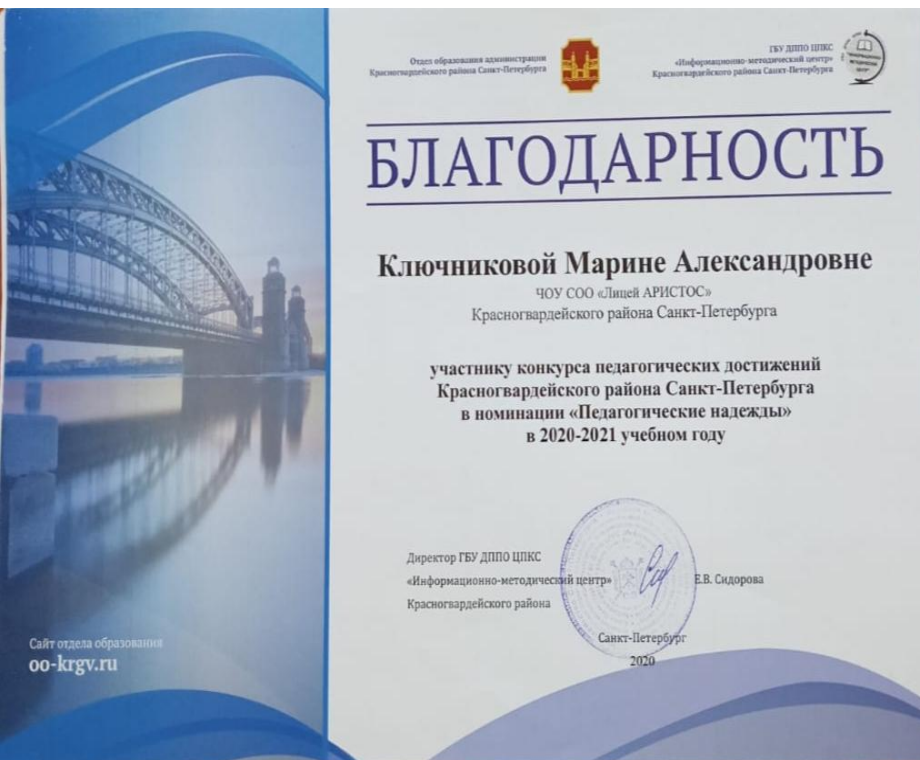 Отдел образования администрации
Красногвардейского района Санкт-Петербурга
ГБУ ДППО ЦПКС
«Информационно-методический центр»
Красногвардейского района Санкт-Петербурга
БЛАГОДАРНОСТЬ
Ключниковой Марине Александровне
ЧОУ СОО «Лицей АРИСТОС»
Красногвардейского района Санкт-Петербурга
участнику конкурса педагогических достижений
Красногвардейского района Санкт-Петербурга
в номинации «Педагогические надежды»
в 2020-2021 учебном году
Директор ГБУ ДППО ЦПКС
«Информационно-методический центр»
Е.В. Сидорова
Красногвардейского района
Санкт-Петербург
2020
Сайт отдела образования
oo-krgv.ru